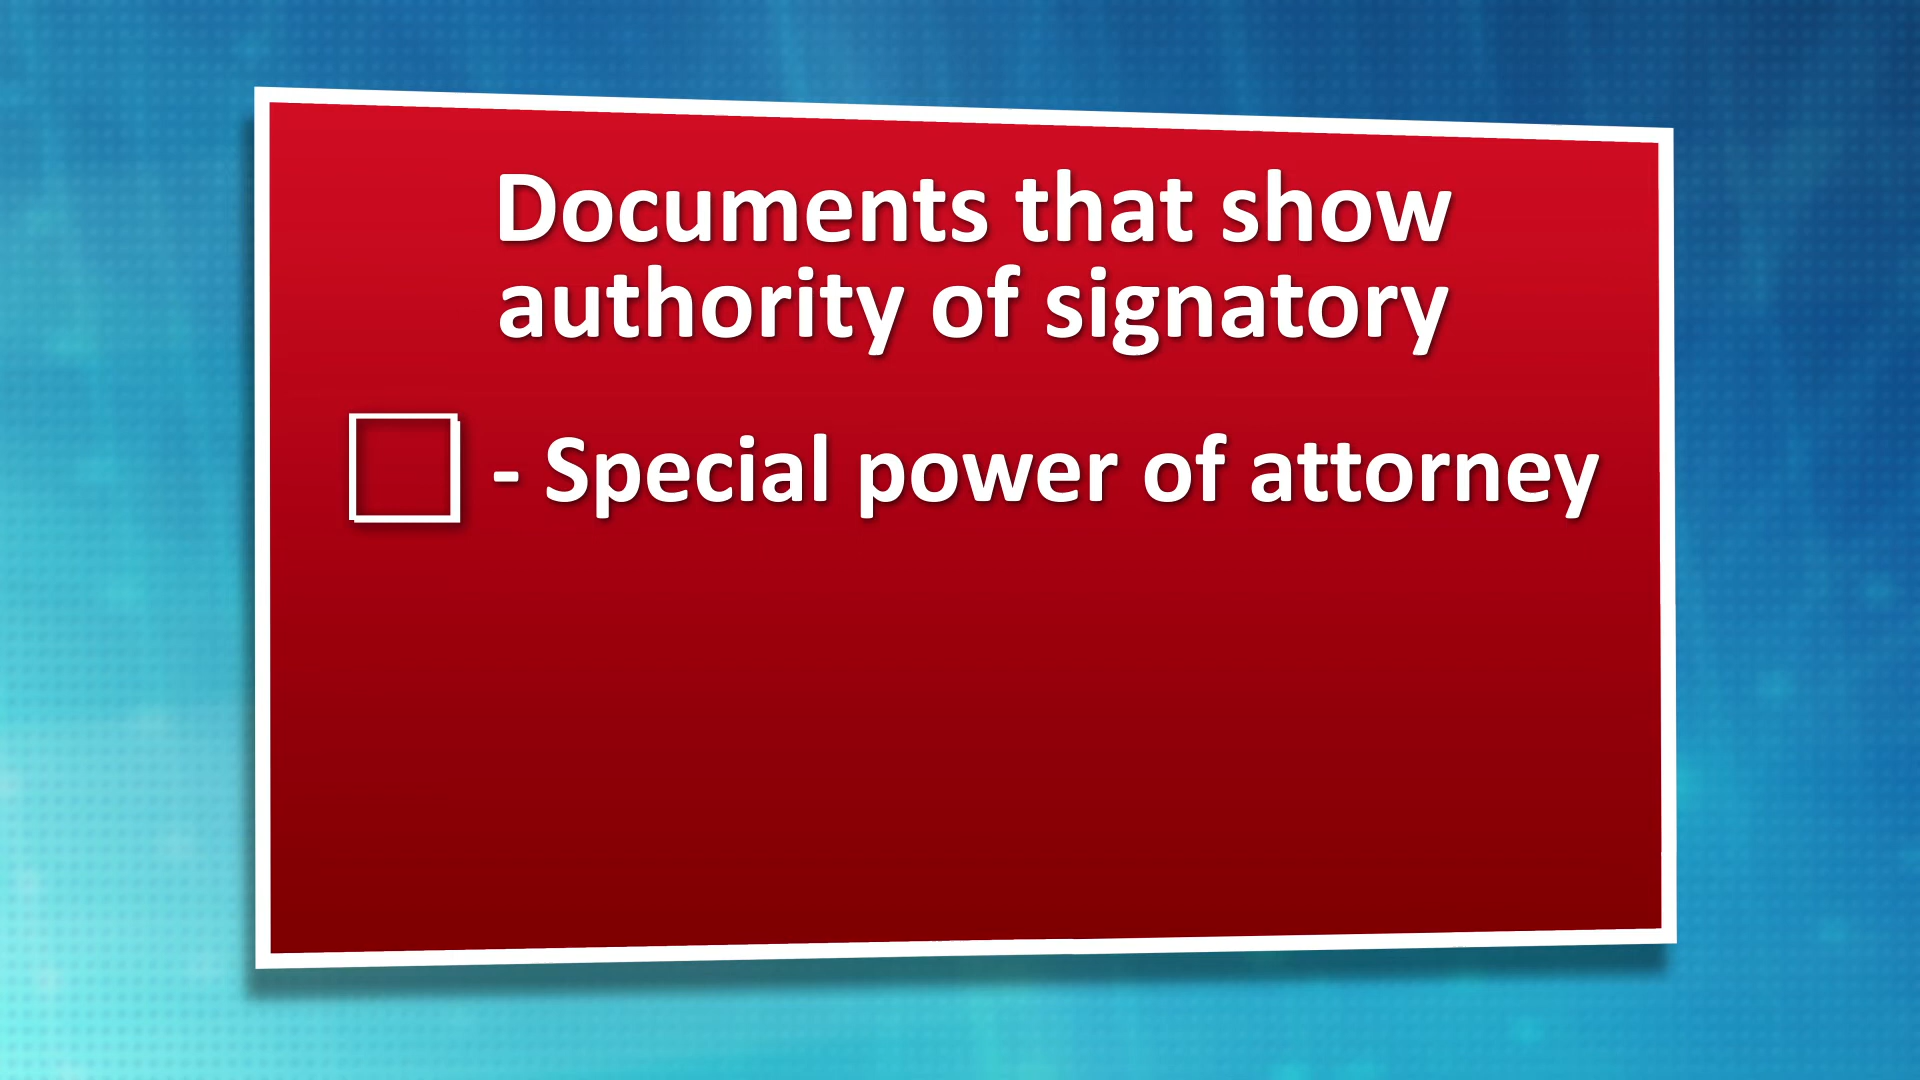 Documents that show
authority of signatory
- Special power of attorney